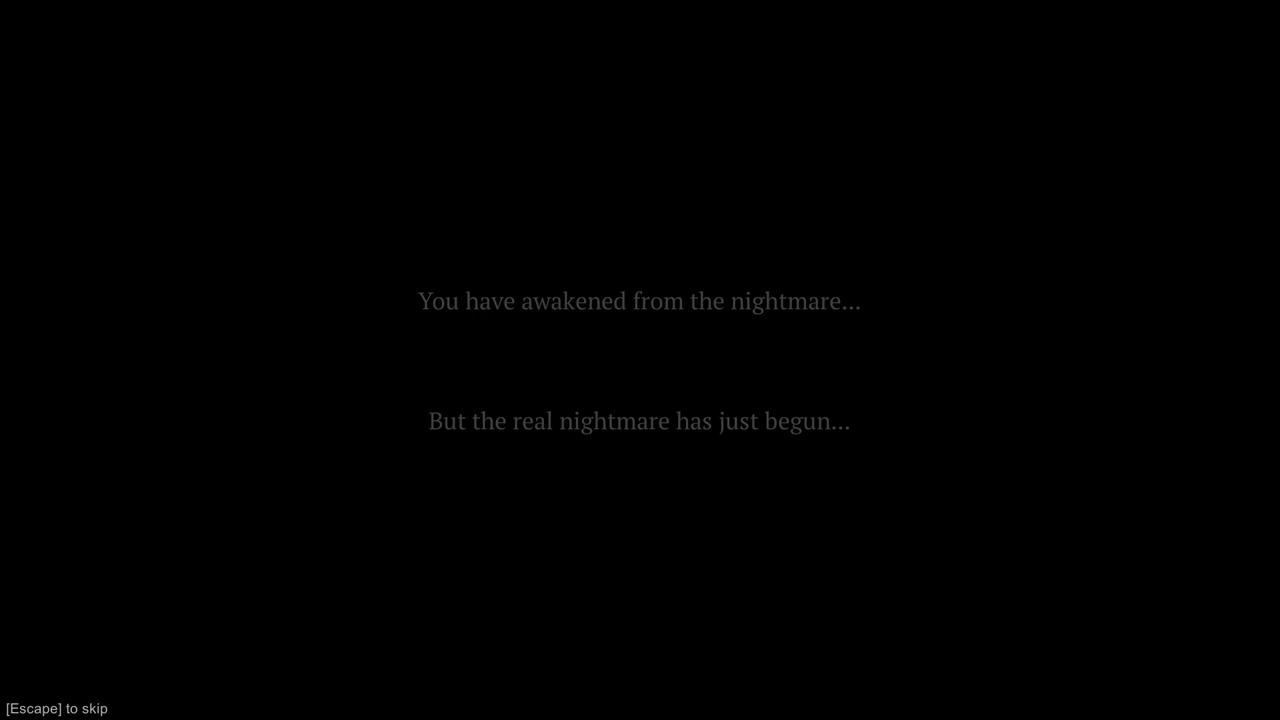 You have awakened from the nightmare...
But the real nightmare has just begun...
[Escape] to skip